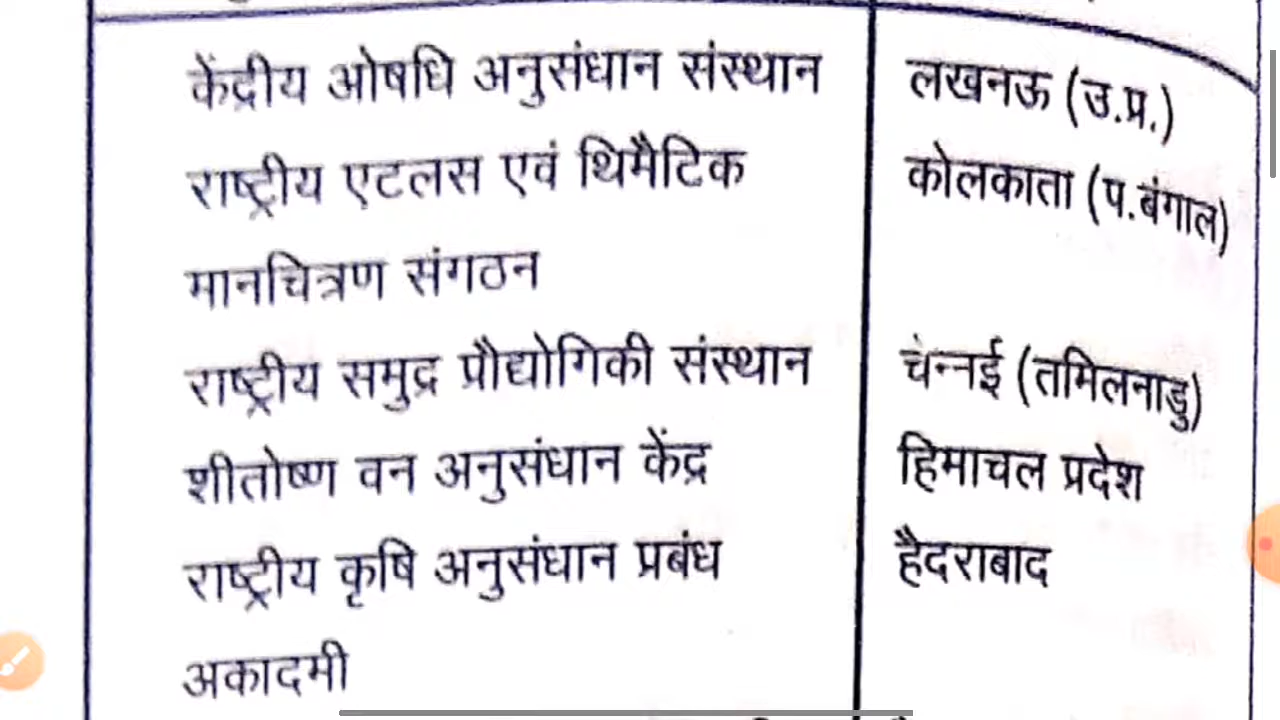 केंद्रीय ओषधि अनुसंधान संस्थान लखनऊ (उ.प्र.)
राष्ट्रीय एटलस एवं थिमैटिक कोलकाता (प.बंगाल)
मानचित्रण संगठन
राष्ट्रीय समुद्र प्रौद्योगिकी संस्थान चेन्नई (तमिलनाडु)
शीतोष्ण वन अनुसंधान केंद्र हिमाचल प्रदेश
राष्ट्रीय कृषि अनुसंधान प्रबंध हैदराबाद
अकादमी